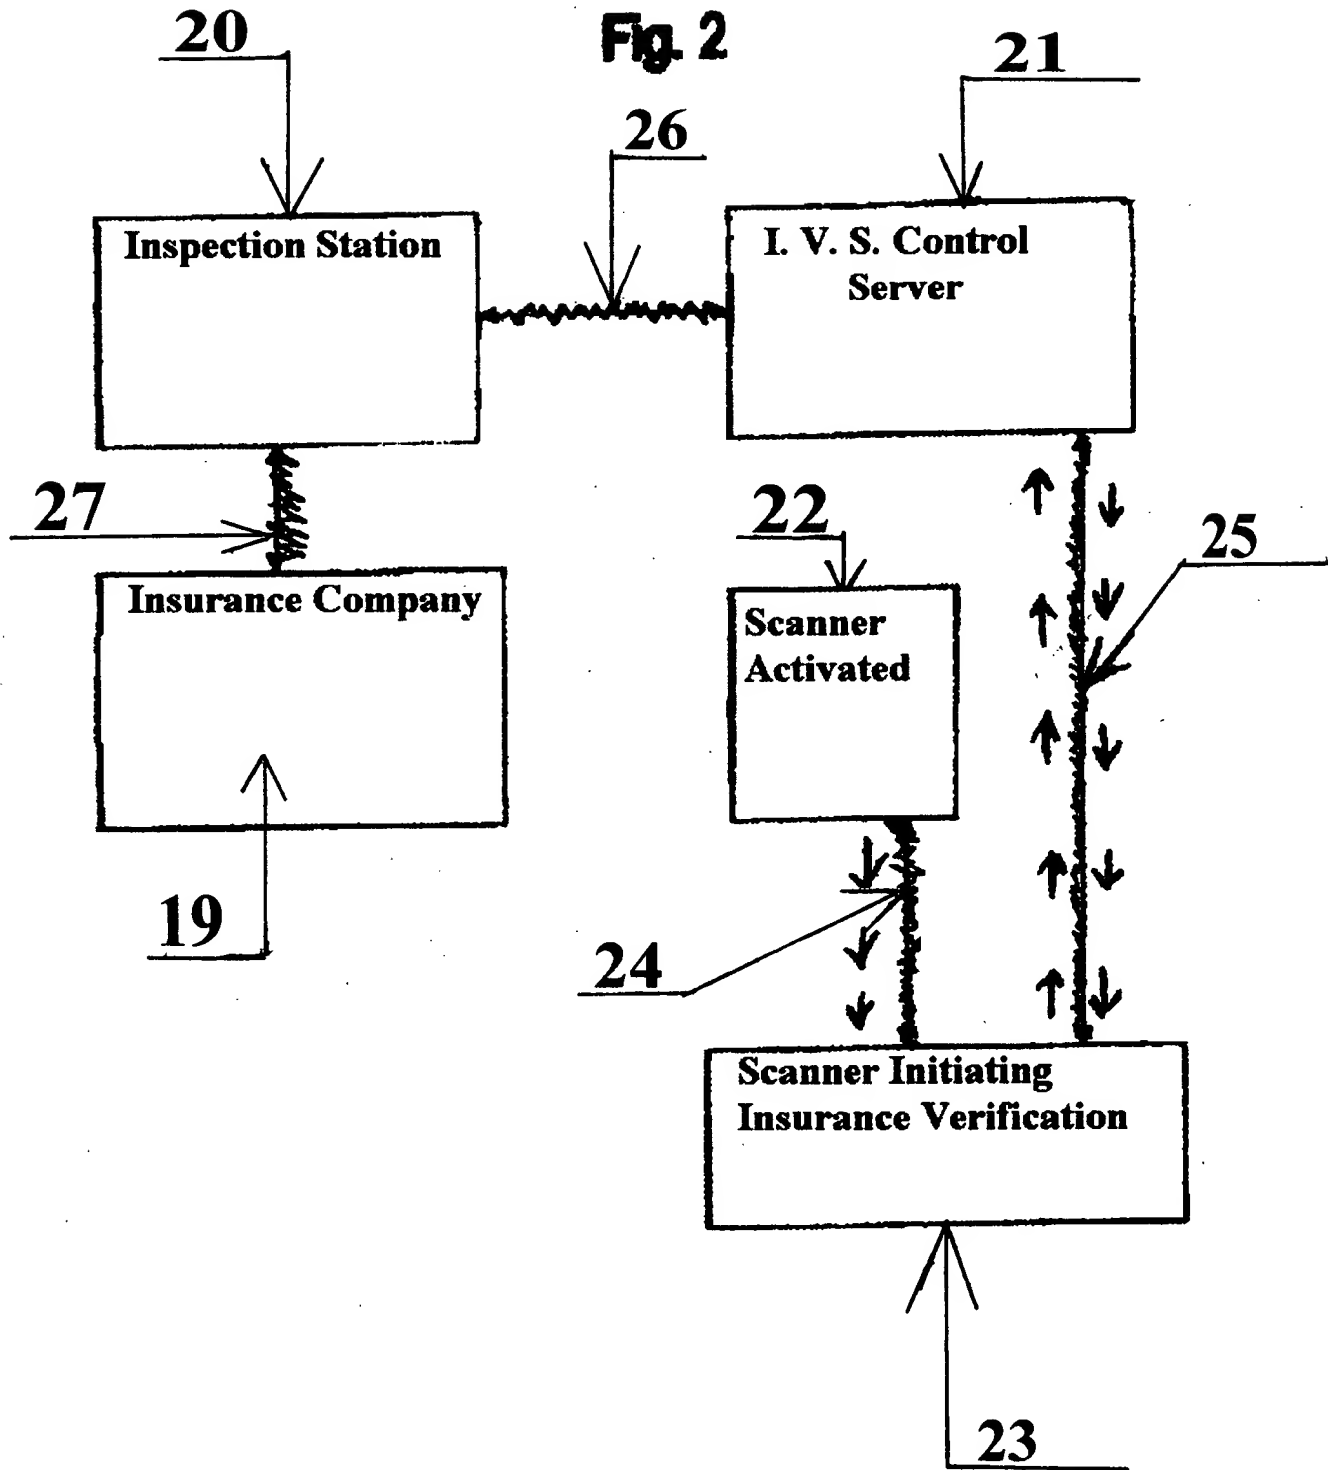 Fig. 2
20
21
26
Inspection Station
I. V. S. Control
Server
27
22
25
Insurance Company
Scanner
Activated
19
24
Scanner Initiating
Insurance Verification
23